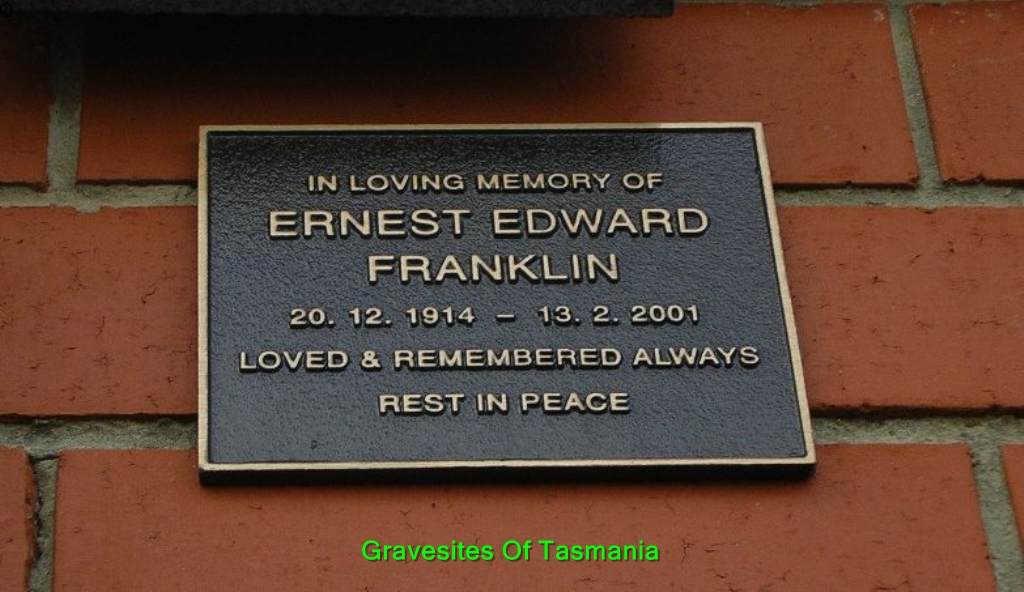 IN LOVING MEMORY OF
ERNEST EDWARD
FRANKLIN
20. 12. 1914 – 13. 2. 2001
LOVED & REMEMBERED ALWAYS
REST IN PEACE
Gravesites Of Tasmania